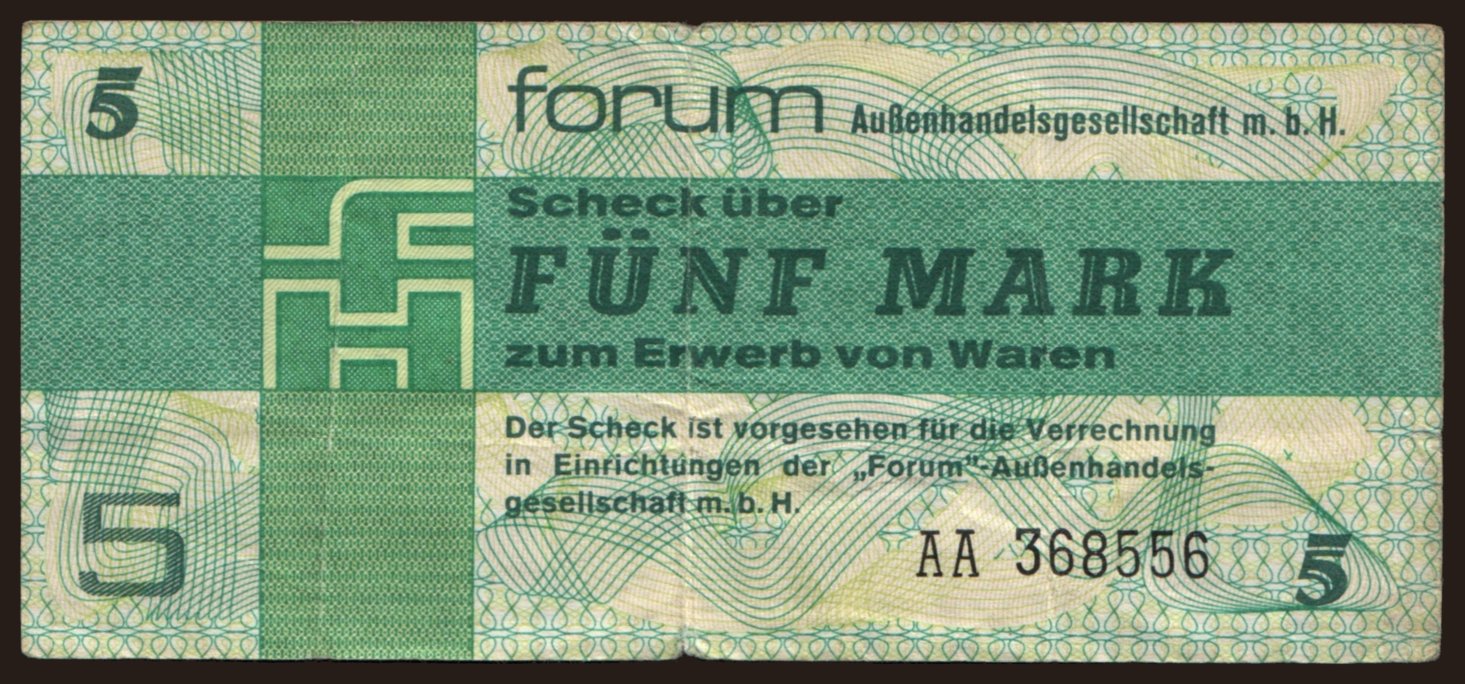 5
forum Außenhandelsgesellschaft m. b. H.
Scheck über
FÜNF MARK
zum Erwerb von Waren
Der Scheck ist vorgesehen für die Verrechnung
in Einrichtungen der „Forum"-Außenhandels-
gesellschaft m. b. H.
5
AA 368556
5